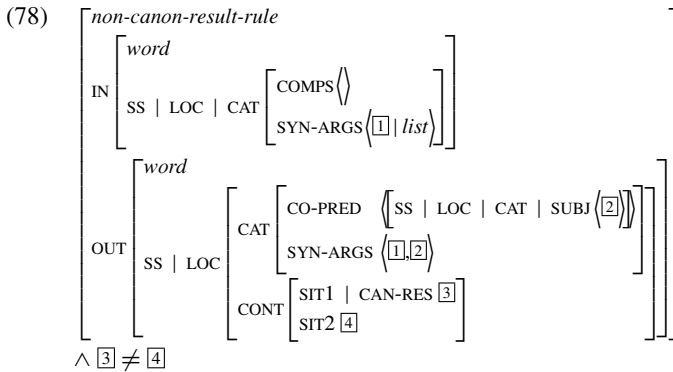 (78) non-canon-result-rule
word
COMPS⟨⟩
IN
SS | LOC | CAT
SYN-ARGS⟨1 | list⟩
word
CO-PRED ⟨[SS | LOC | CAT | SUBJ⟨2⟩]⟩
CAT
SYN-ARGS ⟨1,2⟩
OUT
SS | LOC
SIT1 | CAN-RES 3
CONT
SIT2 4
∧ 3 ≠ 4